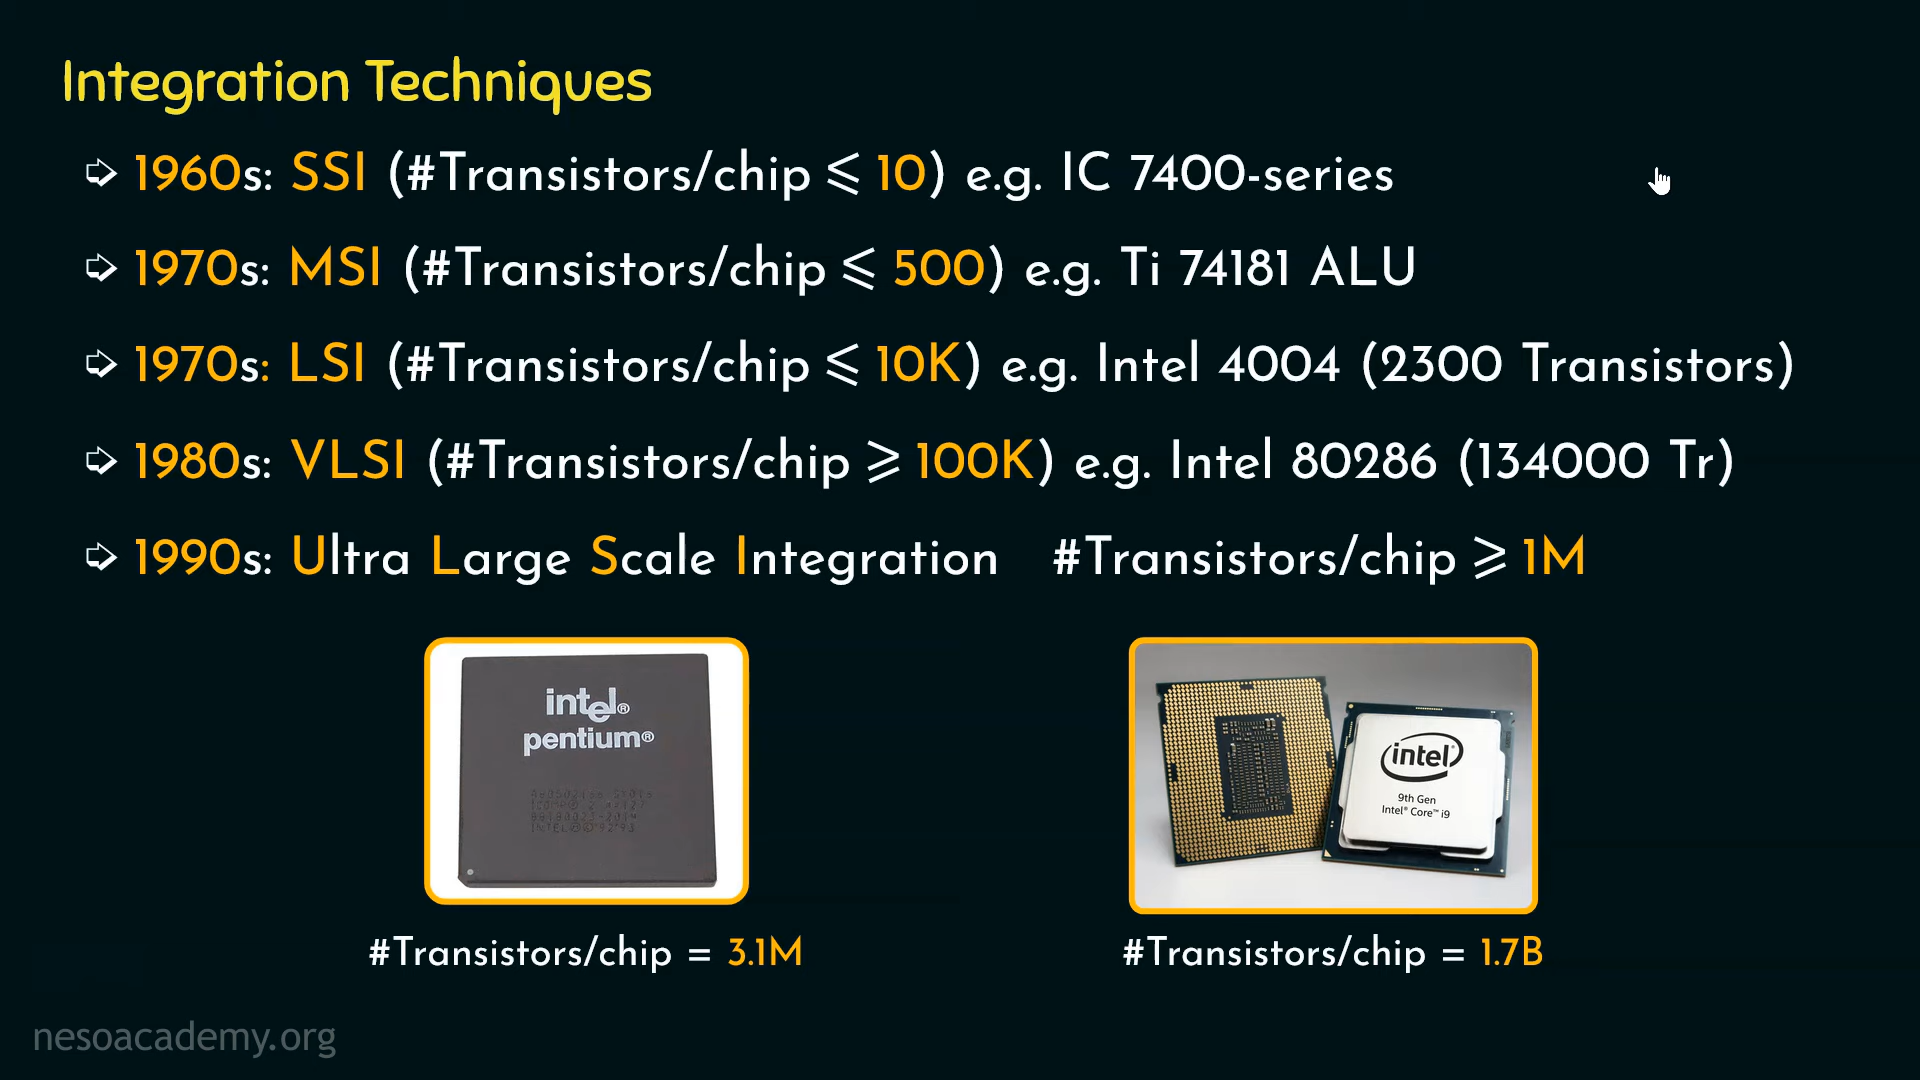 Integration Techniques
➩ 1960s: SSI (#Transistors/chip ⩽ 10) e.g. IC 7400-series
➩ 1970s: MSI (#Transistors/chip ⩽ 500) e.g. Ti 74181 ALU
➩ 1970s: LSI (#Transistors/chip ⩽ 10K) e.g. Intel 4004 (2300 Transistors)
➩ 1980s: VLSI (#Transistors/chip ⩾ 100K) e.g. Intel 80286 (134000 Tr)
➩ 1990s: Ultra Large Scale Integration #Transistors/chip ⩾ 1M
intel®
pentium®
intel
9th Gen
Intel® Core™ i9
#Transistors/chip = 3.1M
#Transistors/chip = 1.7B
nesoacademy.org